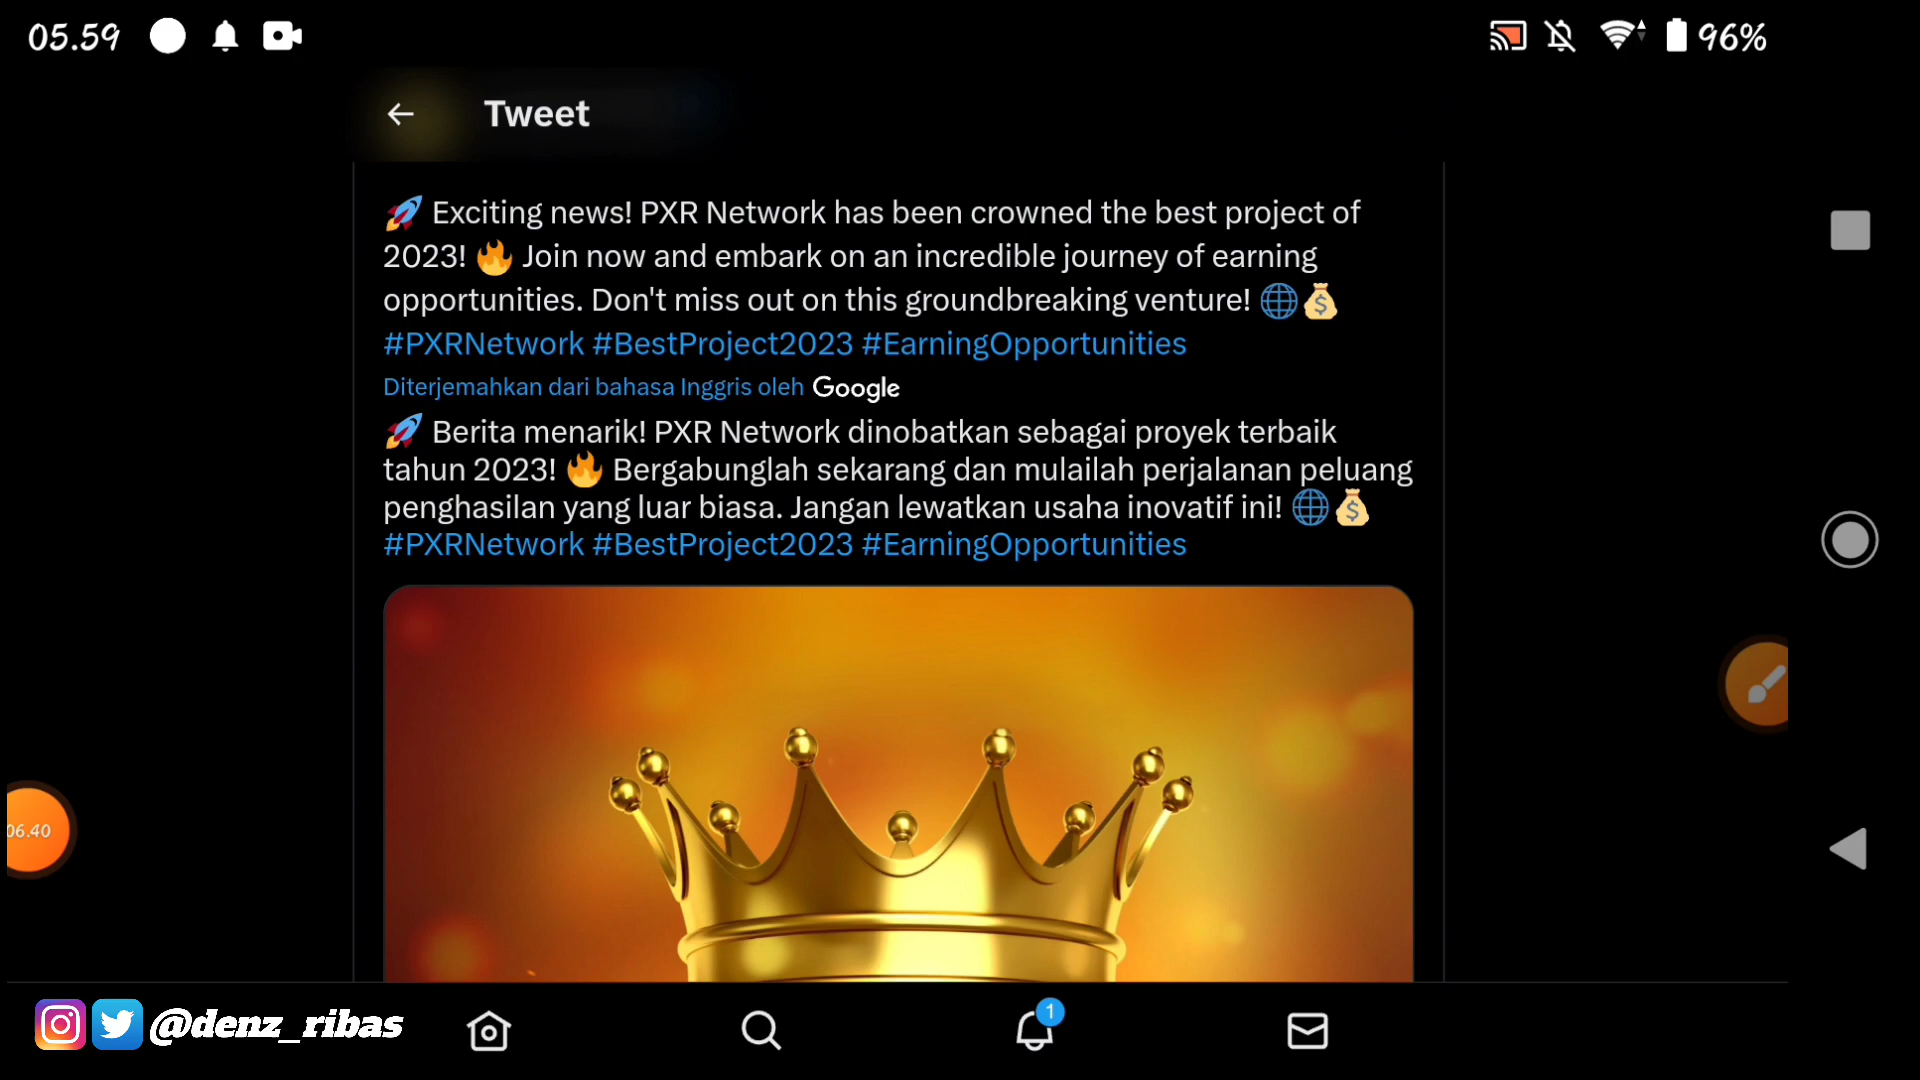 05.59
96%
Tweet
🚀 Exciting news! PXR Network has been crowned the best project of
2023! 🔥 Join now and embark on an incredible journey of earning
opportunities. Don't miss out on this groundbreaking venture! 🌐💰
#PXRNetwork #BestProject2023 #EarningOpportunities
Diterjemahkan dari bahasa Inggris oleh Google
🚀 Berita menarik! PXR Network dinobatkan sebagai proyek terbaik
tahun 2023! 🔥 Bergabunglah sekarang dan mulailah perjalanan peluang
penghasilan yang luar biasa. Jangan lewatkan usaha inovatif ini! 🌐💰
#PXRNetwork #BestProject2023 #EarningOpportunities
06.40
@denz_ribas
1